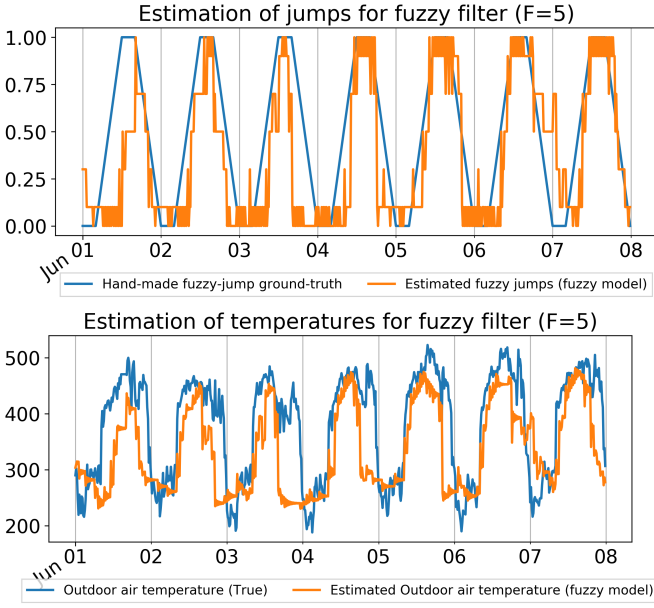 Estimation of jumps for fuzzy filter (F=5)
1.00
0.75
0.50
0.25
0.00
01 02 03 04 05 06 07 08
Jun
Hand-made fuzzy-jump ground-truth Estimated fuzzy jumps (fuzzy model)
Estimation of temperatures for fuzzy filter (F=5)
500
400
300
200
01 02 03 04 05 06 07 08
Jun
Outdoor air temperature (True) Estimated Outdoor air temperature (fuzzy model)